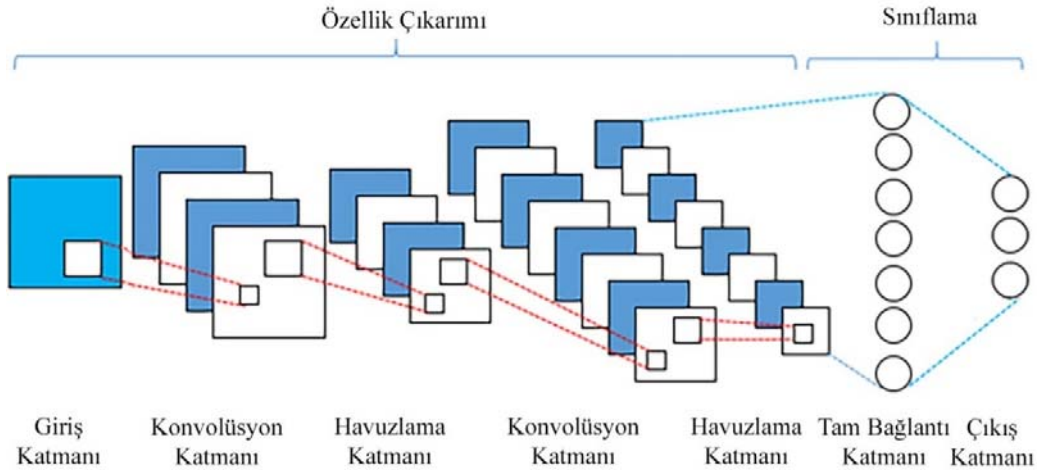 Özellik Çıkarımı
Sınıflama
Giriş
Katmanı
Konvolüsyon
Katmanı
Havuzlama
Katmanı
Konvolüsyon
Katmanı
Havuzlama
Katmanı
Tam Bağlantı
Katmanı
Çıkış
Katmanı